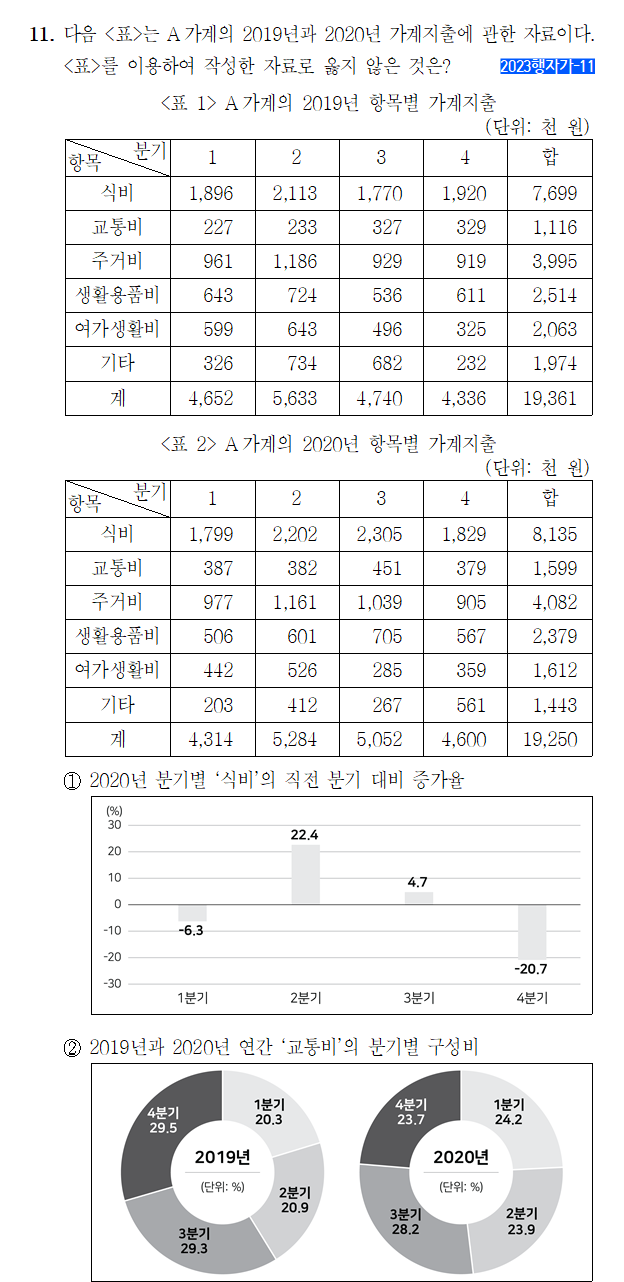 11. 다음 <표>는 A가계의 2019년과 2020년 가계지출에 관한 자료이다.
<표>를 이용하여 작성한 자료로 옳지 않은 것은? 2023행자가-11
<표 1> A가계의 2019년 항목별 가계지출
(단위: 천 원)
항목 분기 1 2 3 4 합
식비 1,896 2,113 1,770 1,920 7,699
교통비 227 233 327 329 1,116
주거비 961 1,186 929 919 3,995
생활용품비 643 724 536 611 2,514
여가생활비 599 643 496 325 2,063
기타 326 734 682 232 1,974
계 4,652 5,633 4,740 4,336 19,361
<표 2> A가계의 2020년 항목별 가계지출
(단위: 천 원)
항목 분기 1 2 3 4 합
식비 1,799 2,202 2,305 1,829 8,135
교통비 387 382 451 379 1,599
주거비 977 1,161 1,039 905 4,082
생활용품비 506 601 705 567 2,379
여가생활비 442 526 285 359 1,612
기타 203 412 267 561 1,443
계 4,314 5,284 5,052 4,600 19,250
① 2020년 분기별 ‘식비’의 직전 분기 대비 증가율
(%)
30
20
10
0
-10
-20
-30
-6.3
22.4
4.7
-20.7
1분기 2분기 3분기 4분기
② 2019년과 2020년 연간 ‘교통비’의 분기별 구성비
2019년
(단위: %)
1분기
20.3
2분기
20.9
3분기
29.3
4분기
29.5
2020년
(단위: %)
1분기
24.2
2분기
23.9
3분기
28.2
4분기
23.7